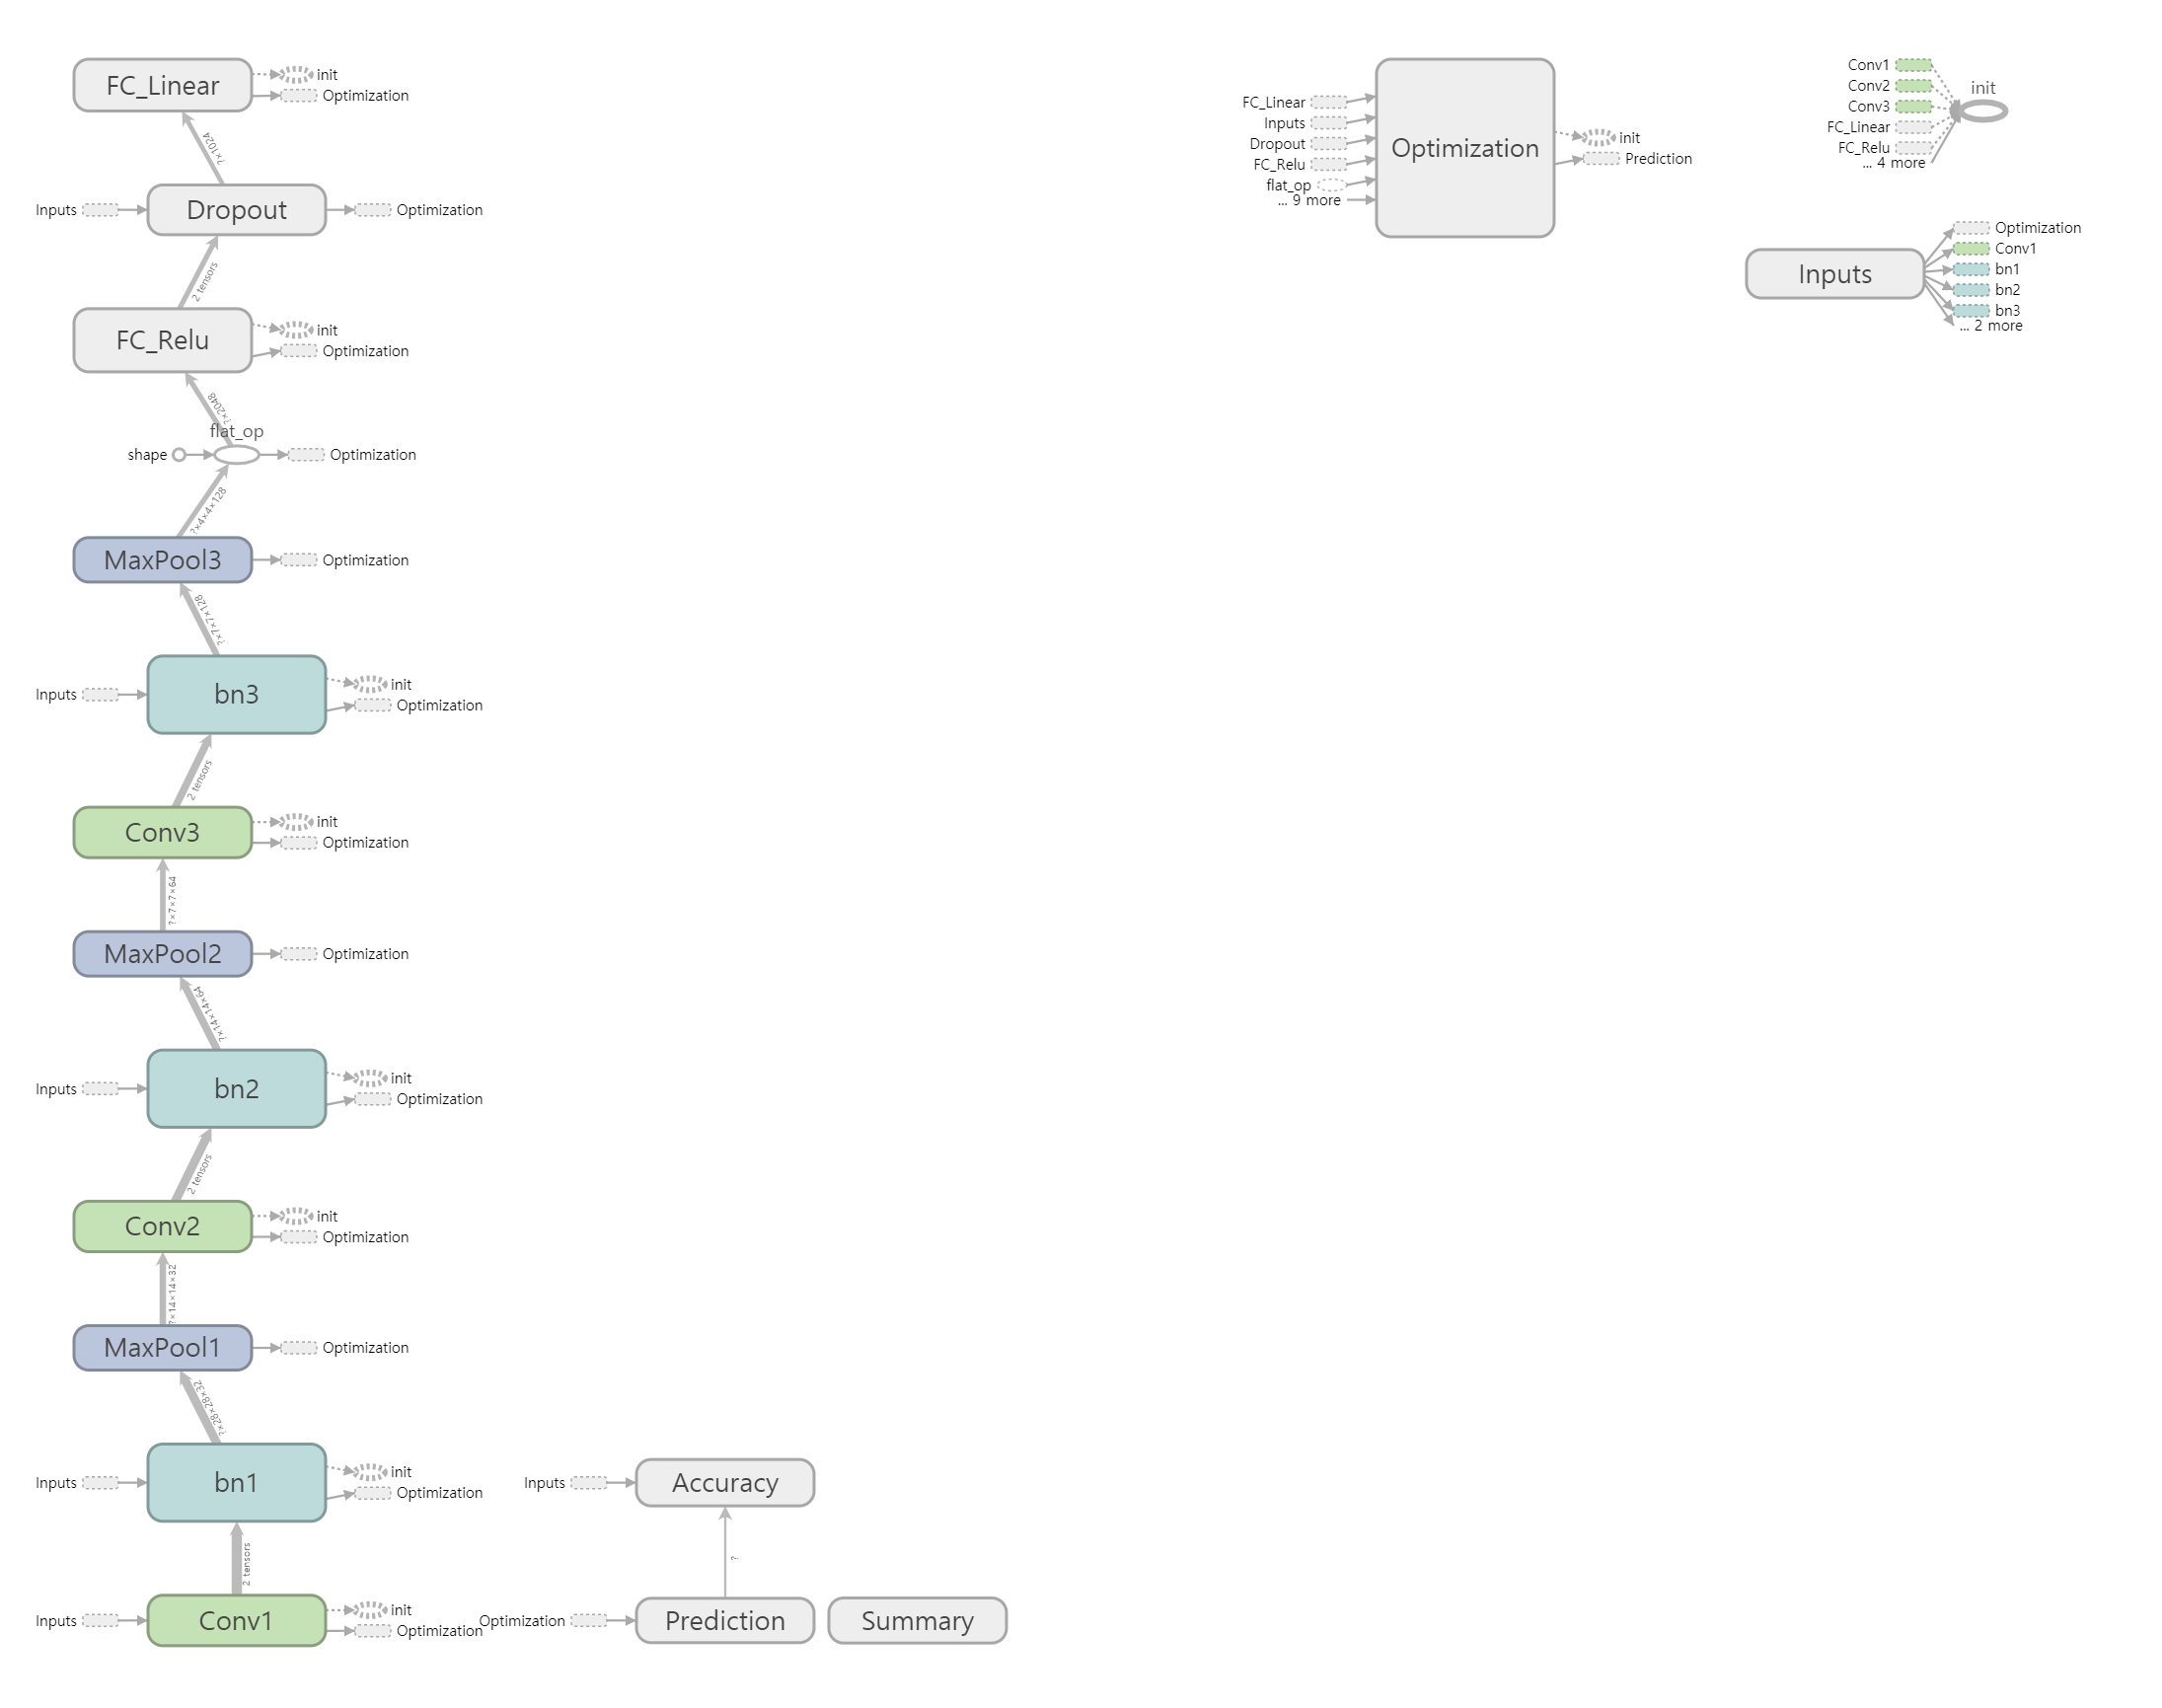 FC_Linear
init
Optimization
?×1024
Inputs
Dropout
Optimization
2 tensors
FC_Relu
init
Optimization
?×2048
flat_op
shape
Optimization
?×4×4×128
MaxPool3
Optimization
?×7×7×128
Inputs
bn3
init
Optimization
2 tensors
Conv3
init
Optimization
?×7×7×64
MaxPool2
Optimization
?×14×14×64
Inputs
bn2
init
Optimization
2 tensors
Conv2
init
Optimization
?×14×14×32
MaxPool1
Optimization
?×28×28×32
Inputs
bn1
init
Optimization
2 tensors
Inputs
Conv1
init
Optimization
Inputs
Accuracy
?
Optimization
Prediction
Summary
FC_Linear
Inputs
Dropout
FC_Relu
flat_op
... 9 more
Optimization
init
Prediction
Conv1
Conv2
Conv3
FC_Linear
FC_Relu
... 4 more
init
Inputs
Optimization
Conv1
bn1
bn2
bn3
... 2 more